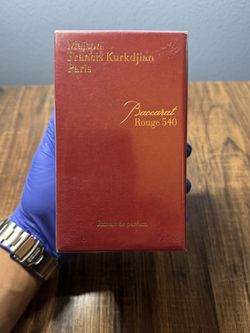 Maison
Francis Kurkdjian
Paris
Baccarat
Rouge 540
Extrait de parfum